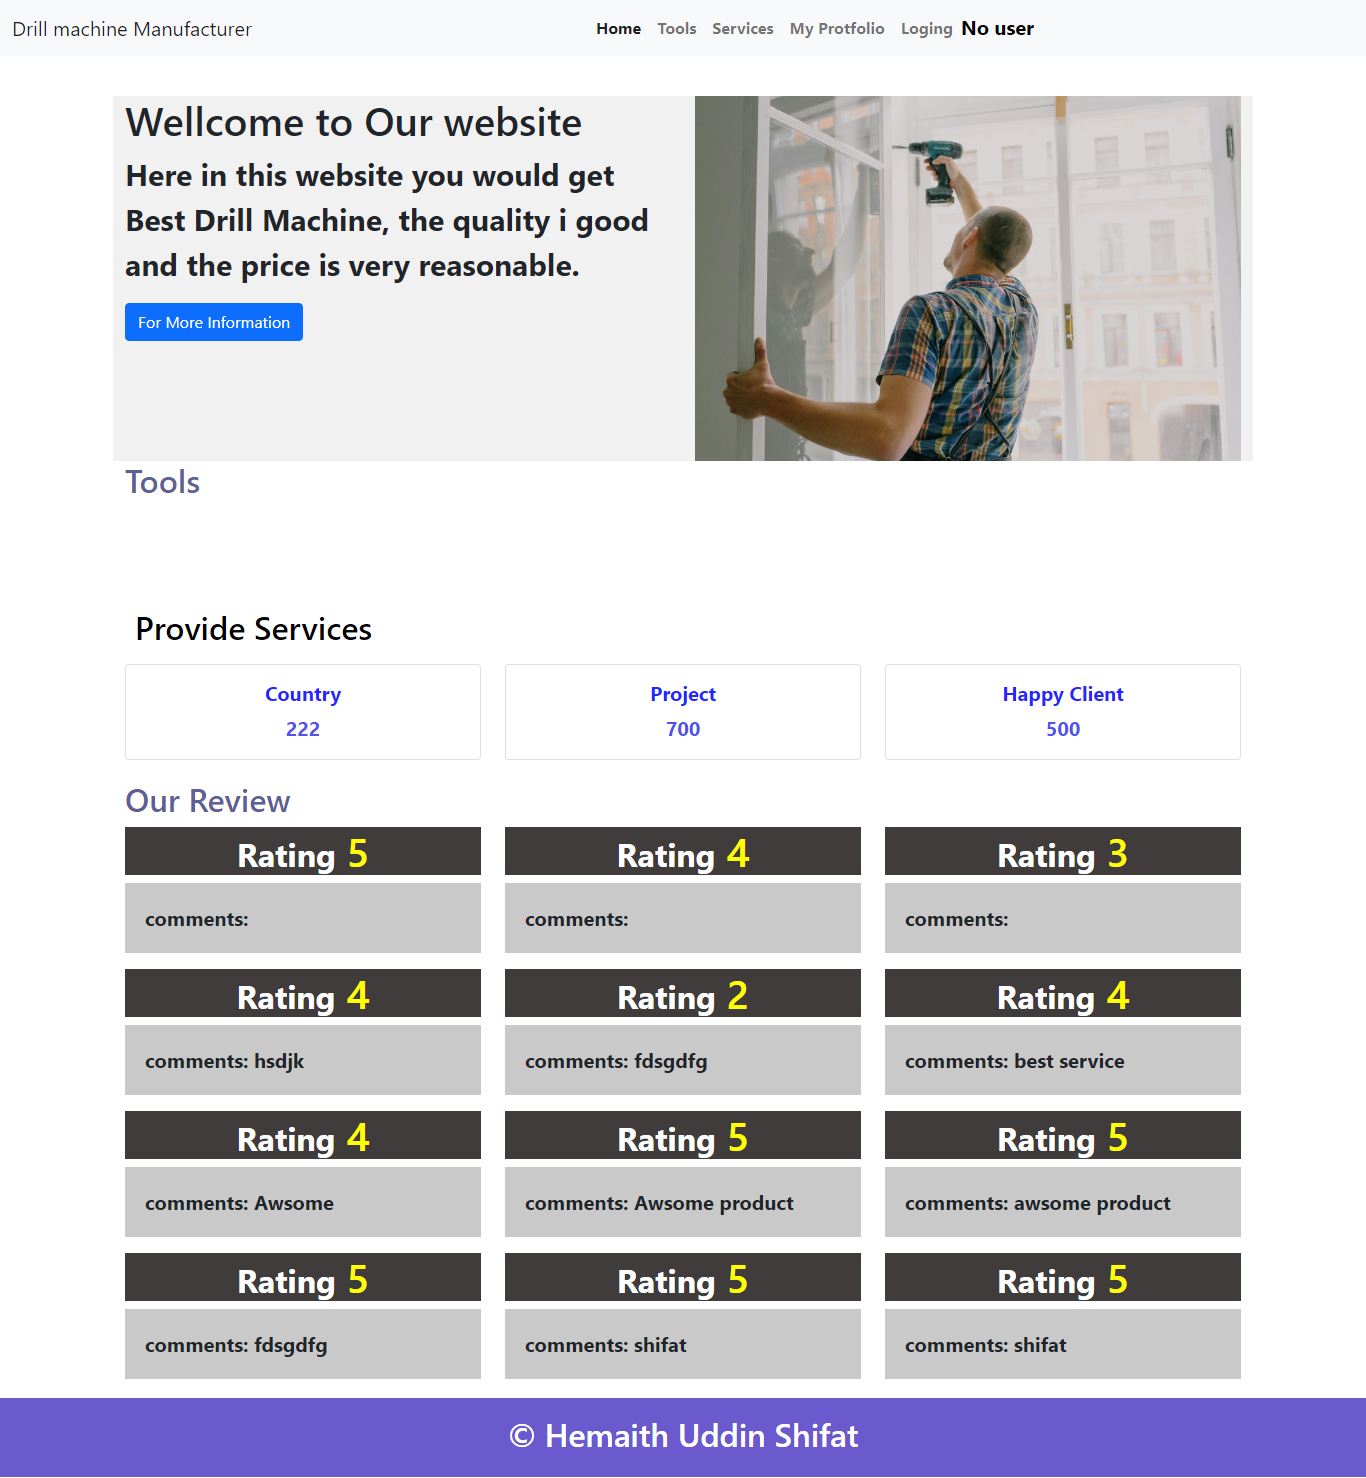 Drill machine Manufacturer
Home Tools Services My Protfolio Loging No user
Wellcome to Our website
Here in this website you would get
Best Drill Machine, the quality i good
and the price is very reasonable.
For More Information
Tools
Provide Services
Country
222
Project
700
Happy Client
500
Our Review
Rating 5
comments:
Rating 4
comments:
Rating 3
comments:
Rating 4
comments: hsdjk
Rating 2
comments: fdsgdfg
Rating 4
comments: best service
Rating 4
comments: Awsome
Rating 5
comments: Awsome product
Rating 5
comments: awsome product
Rating 5
comments: fdsgdfg
Rating 5
comments: shifat
Rating 5
comments: shifat
© Hemaith Uddin Shifat